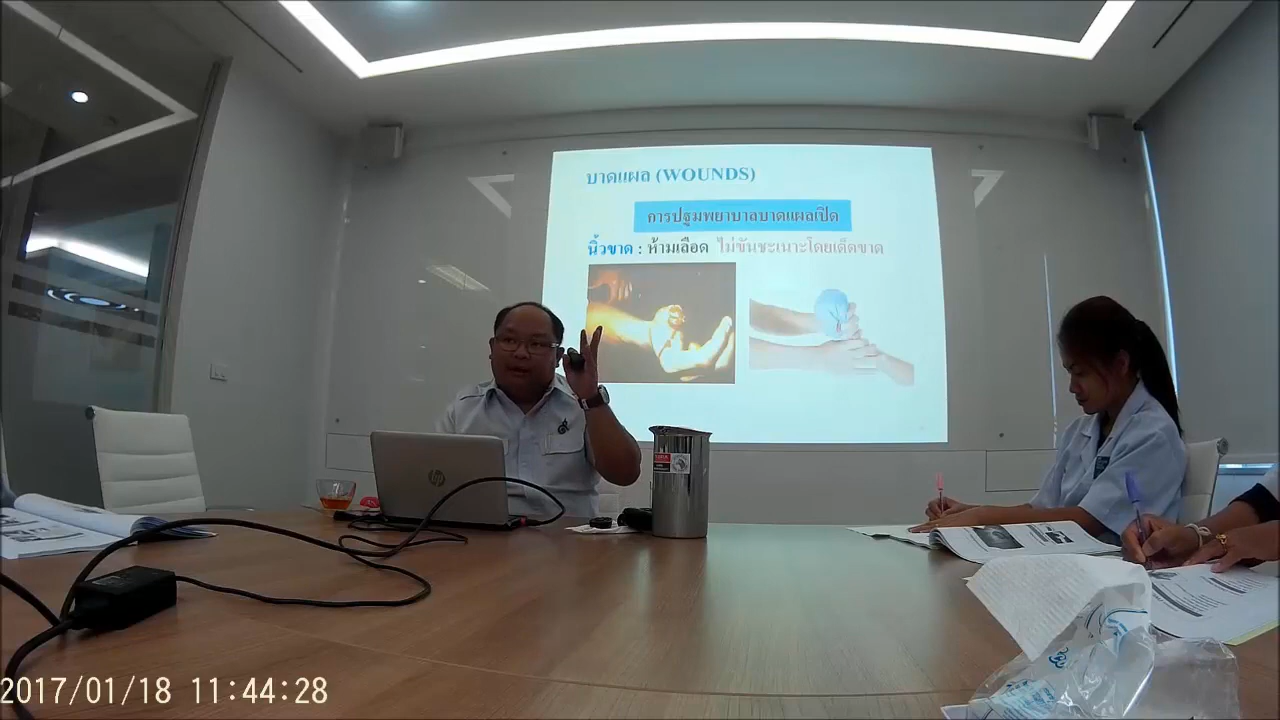 บาดแผล (WOUNDS)
การปฐมพยาบาลบาดแผลเปิด
นิ้วขาด : ห้ามเลือด ไม่ขันชะเนาะโดยเด็ดขาด
hp
2017/01/18 11:44:28